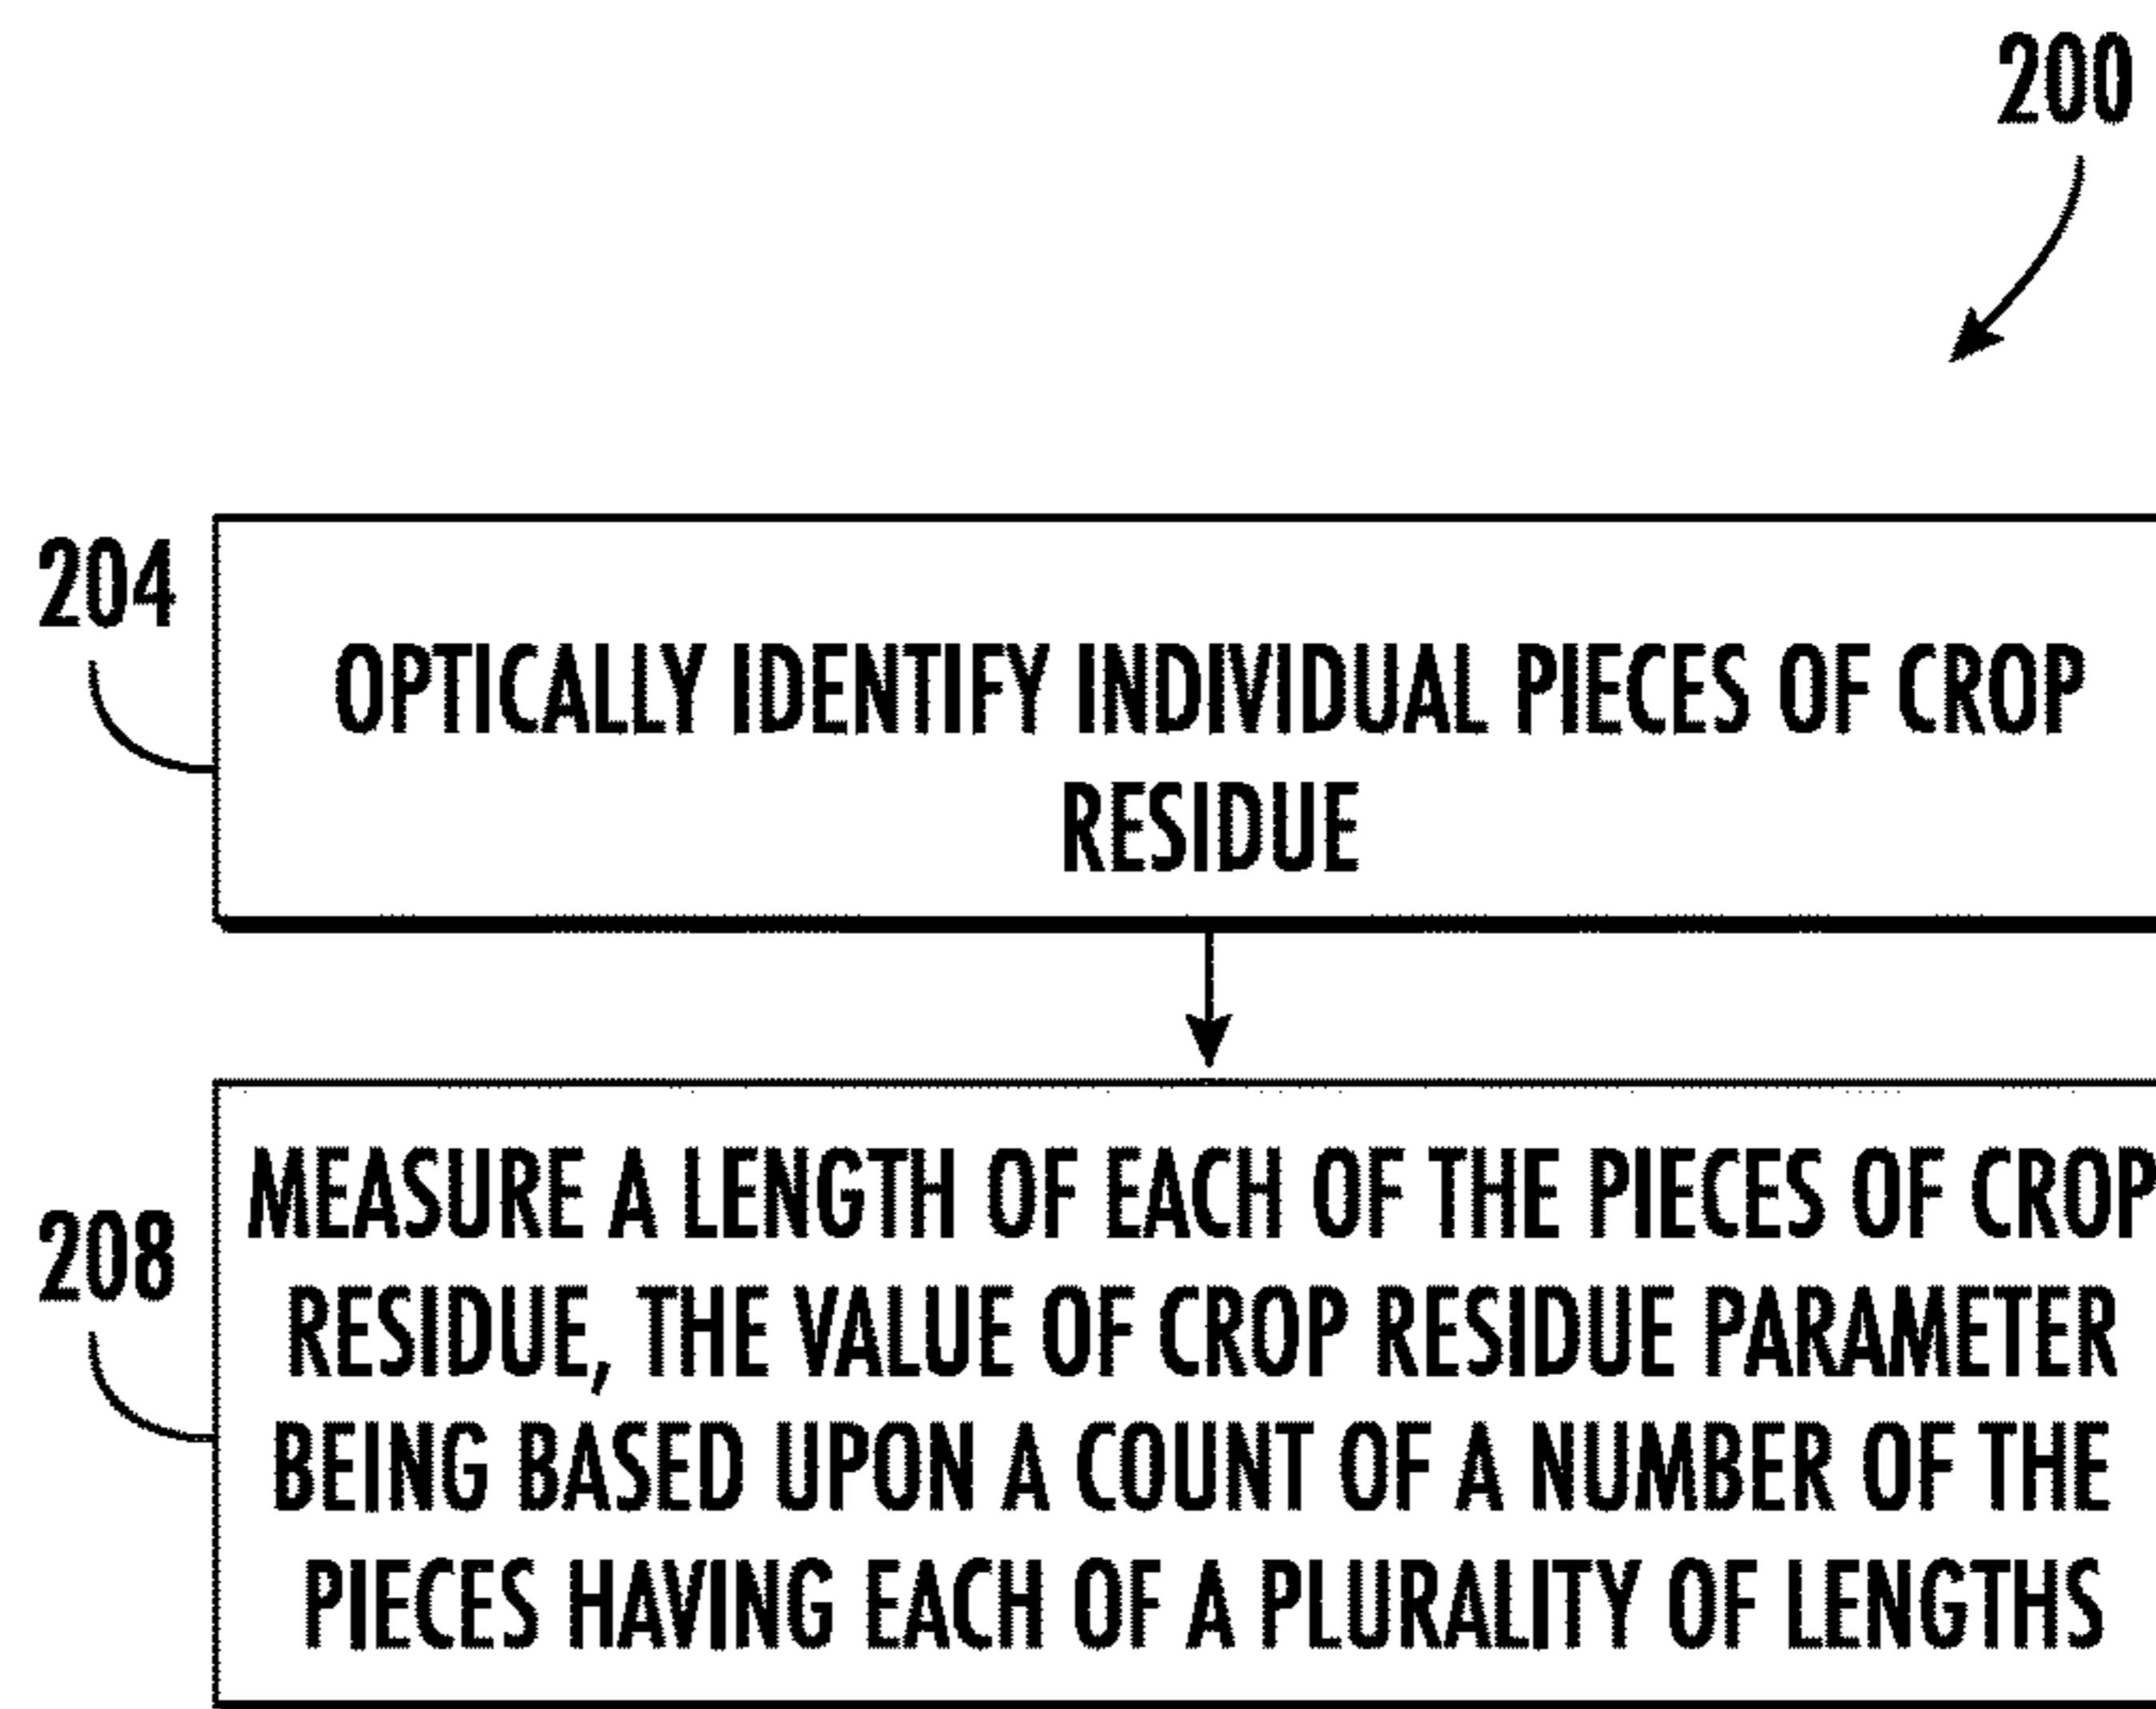 200
204
OPTICALLY IDENTIFY INDIVIDUAL PIECES OF CROP
RESIDUE
208
MEASURE A LENGTH OF EACH OF THE PIECES OF CROP
RESIDUE, THE VALUE OF CROP RESIDUE PARAMETER
BEING BASED UPON A COUNT OF A NUMBER OF THE
PIECES HAVING EACH OF A PLURALITY OF LENGTHS